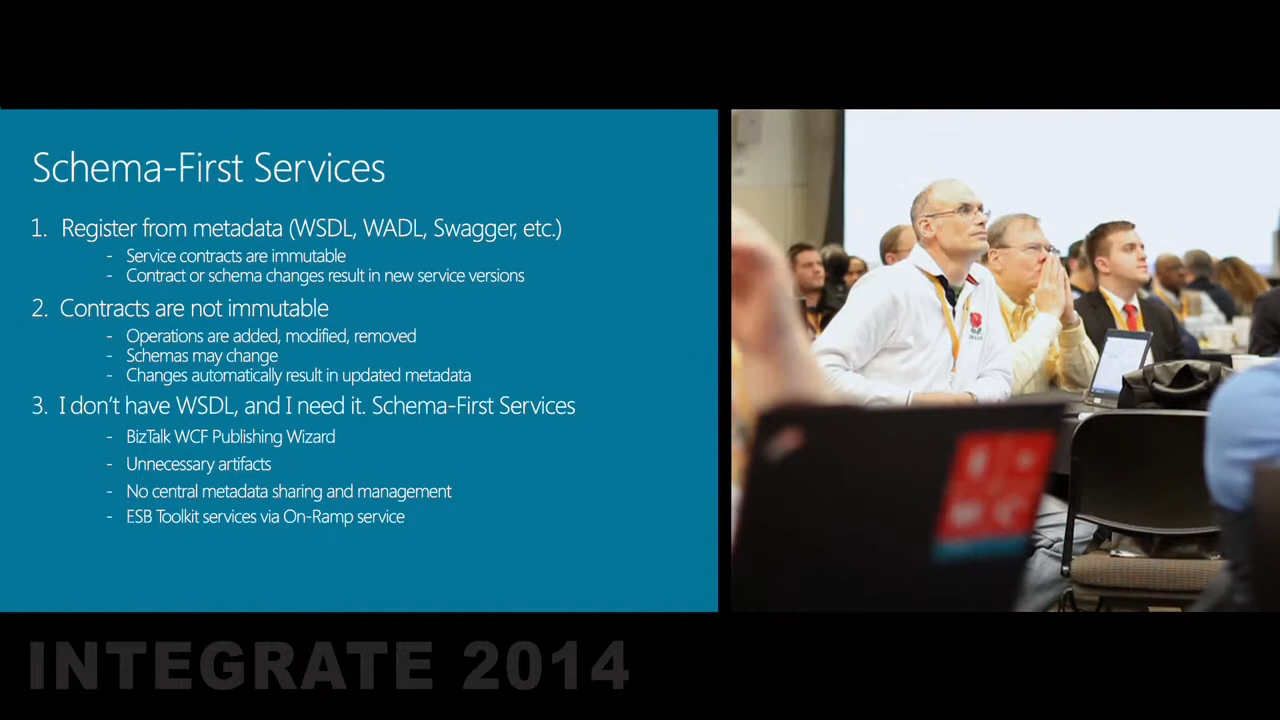 Schema-First Services
1. Register from metadata (WSDL, WADL, Swagger, etc.)
- Service contracts are immutable
- Contract or schema changes result in new service versions
2. Contracts are not immutable
- Operations are added, modified, removed
- Schemas may change
- Changes automatically result in updated metadata
3. I don't have WSDL, and I need it. Schema-First Services
- BizTalk WCF Publishing Wizard
- Unnecessary artifacts
- No central metadata sharing and management
- ESB Toolkit services via On-Ramp service
INTEGRATE 2014